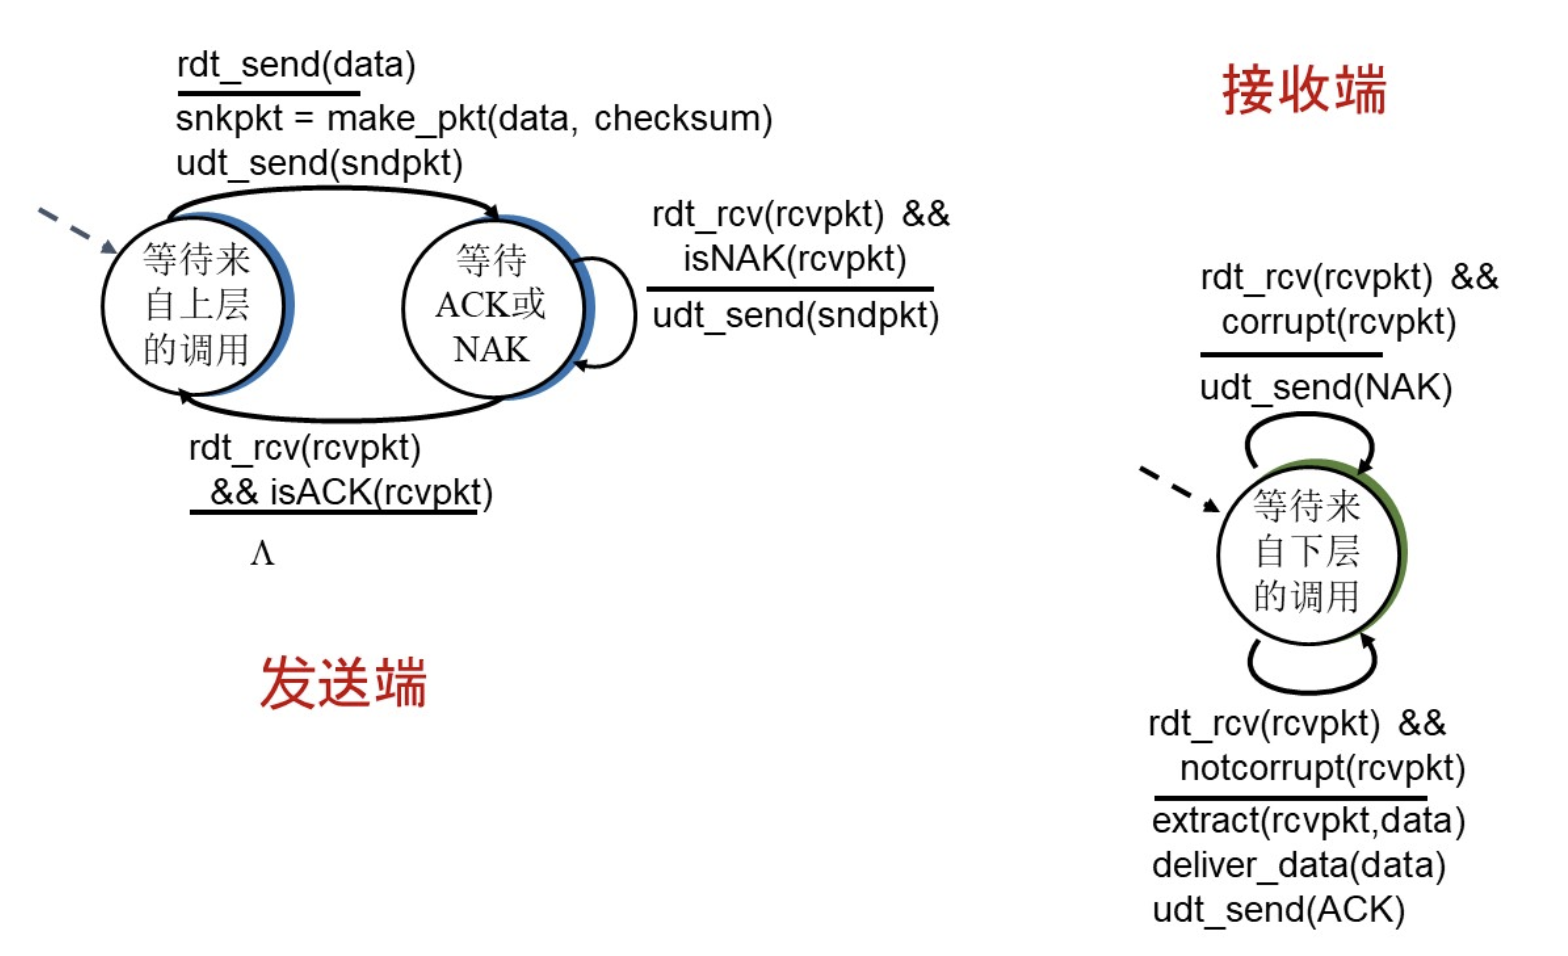 rdt_send(data)
snkpkt = make_pkt(data, checksum)
udt_send(sndpkt)
等待来
自上层
的调用
等待
ACK或
NAK
rdt_rcv(rcvpkt) &&
isNAK(rcvpkt)
udt_send(sndpkt)
rdt_rcv(rcvpkt)
&& isACK(rcvpkt)
Λ
发送端
接收端
rdt_rcv(rcvpkt) &&
corrupt(rcvpkt)
udt_send(NAK)
等待来
自下层
的调用
rdt_rcv(rcvpkt) &&
notcorrupt(rcvpkt)
extract(rcvpkt,data)
deliver_data(data)
udt_send(ACK)